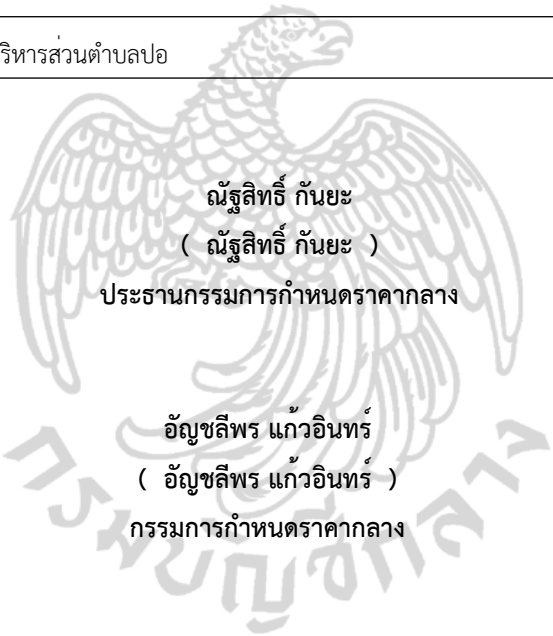 ริหารส่วนตำบลปอ
ณัฐสิทธิ์ กันยะ
( ณัฐสิทธิ์ กันยะ )
ประธานกรรมการกำหนดราคากลาง
อัญชลีพร แก้วอินทร์
( อัญชลีพร แก้วอินทร์ )
กรรมการกำหนดราคากลาง
กรมบัญชีกลาง